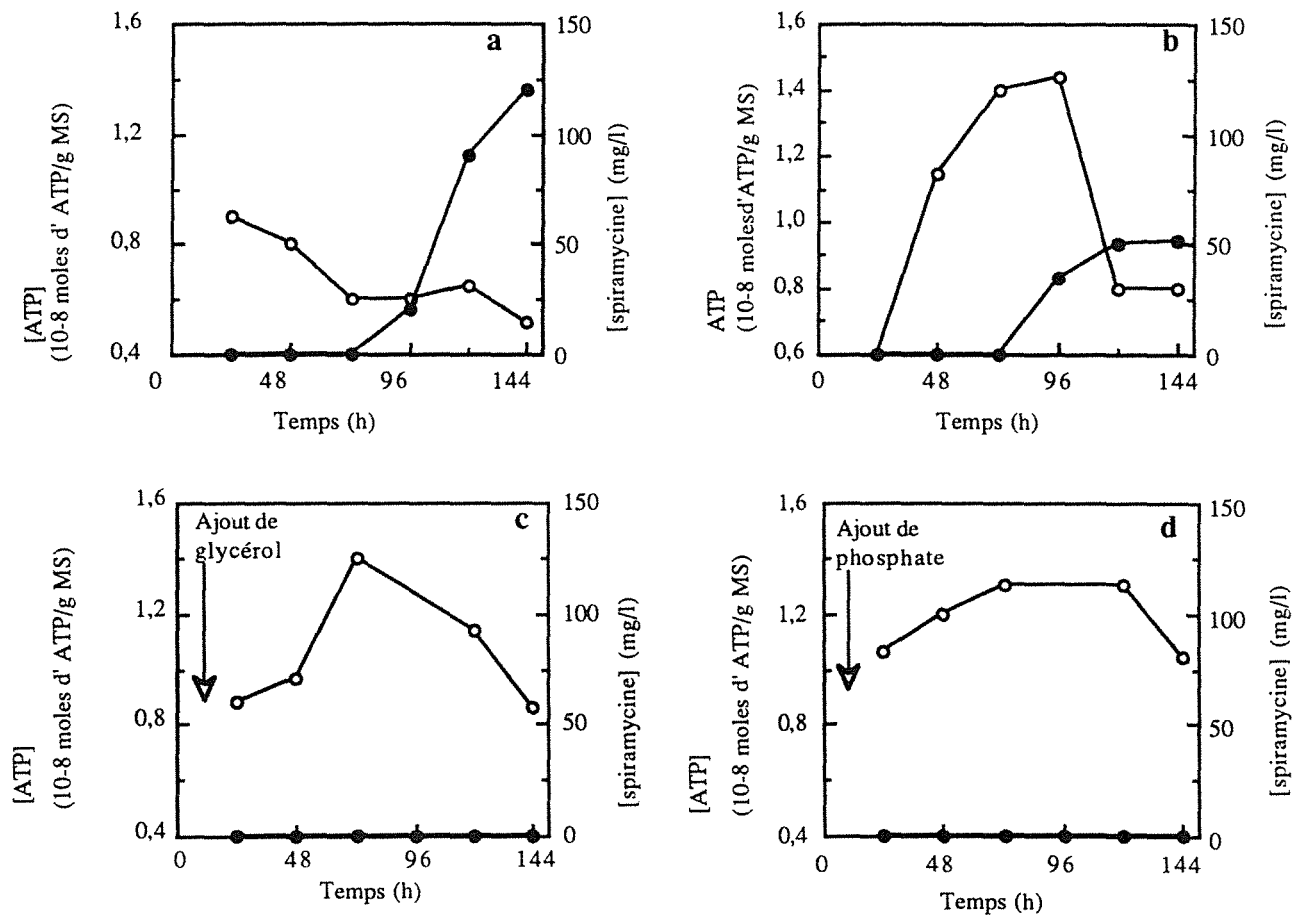 a
1,6
1,2
0,8
0,4
150
100
50
0
0
48
96
144
[ATP]
(10-8 moles d' ATP/g MS)
[spiramycine] (mg/l)
Temps (h)
b
1,6
1,4
1,2
1,0
0,8
0,6
150
100
50
0
0
48
96
144
ATP
(10-8 molesd'ATP/g MS)
[spiramycine] (mg/l)
Temps (h)
c
Ajout de
glycérol
1,6
1,2
0,8
0,4
150
100
50
0
0
48
96
144
[ATP]
(10-8 moles d' ATP/g MS)
[spiramycine] (mg/l)
Temps (h)
d
Ajout de
phosphate
1,6
1,2
0,8
0,4
150
100
50
0
0
48
96
144
[ATP]
(10-8 moles d' ATP/g MS)
[spiramycine] (mg/l)
Temps (h)